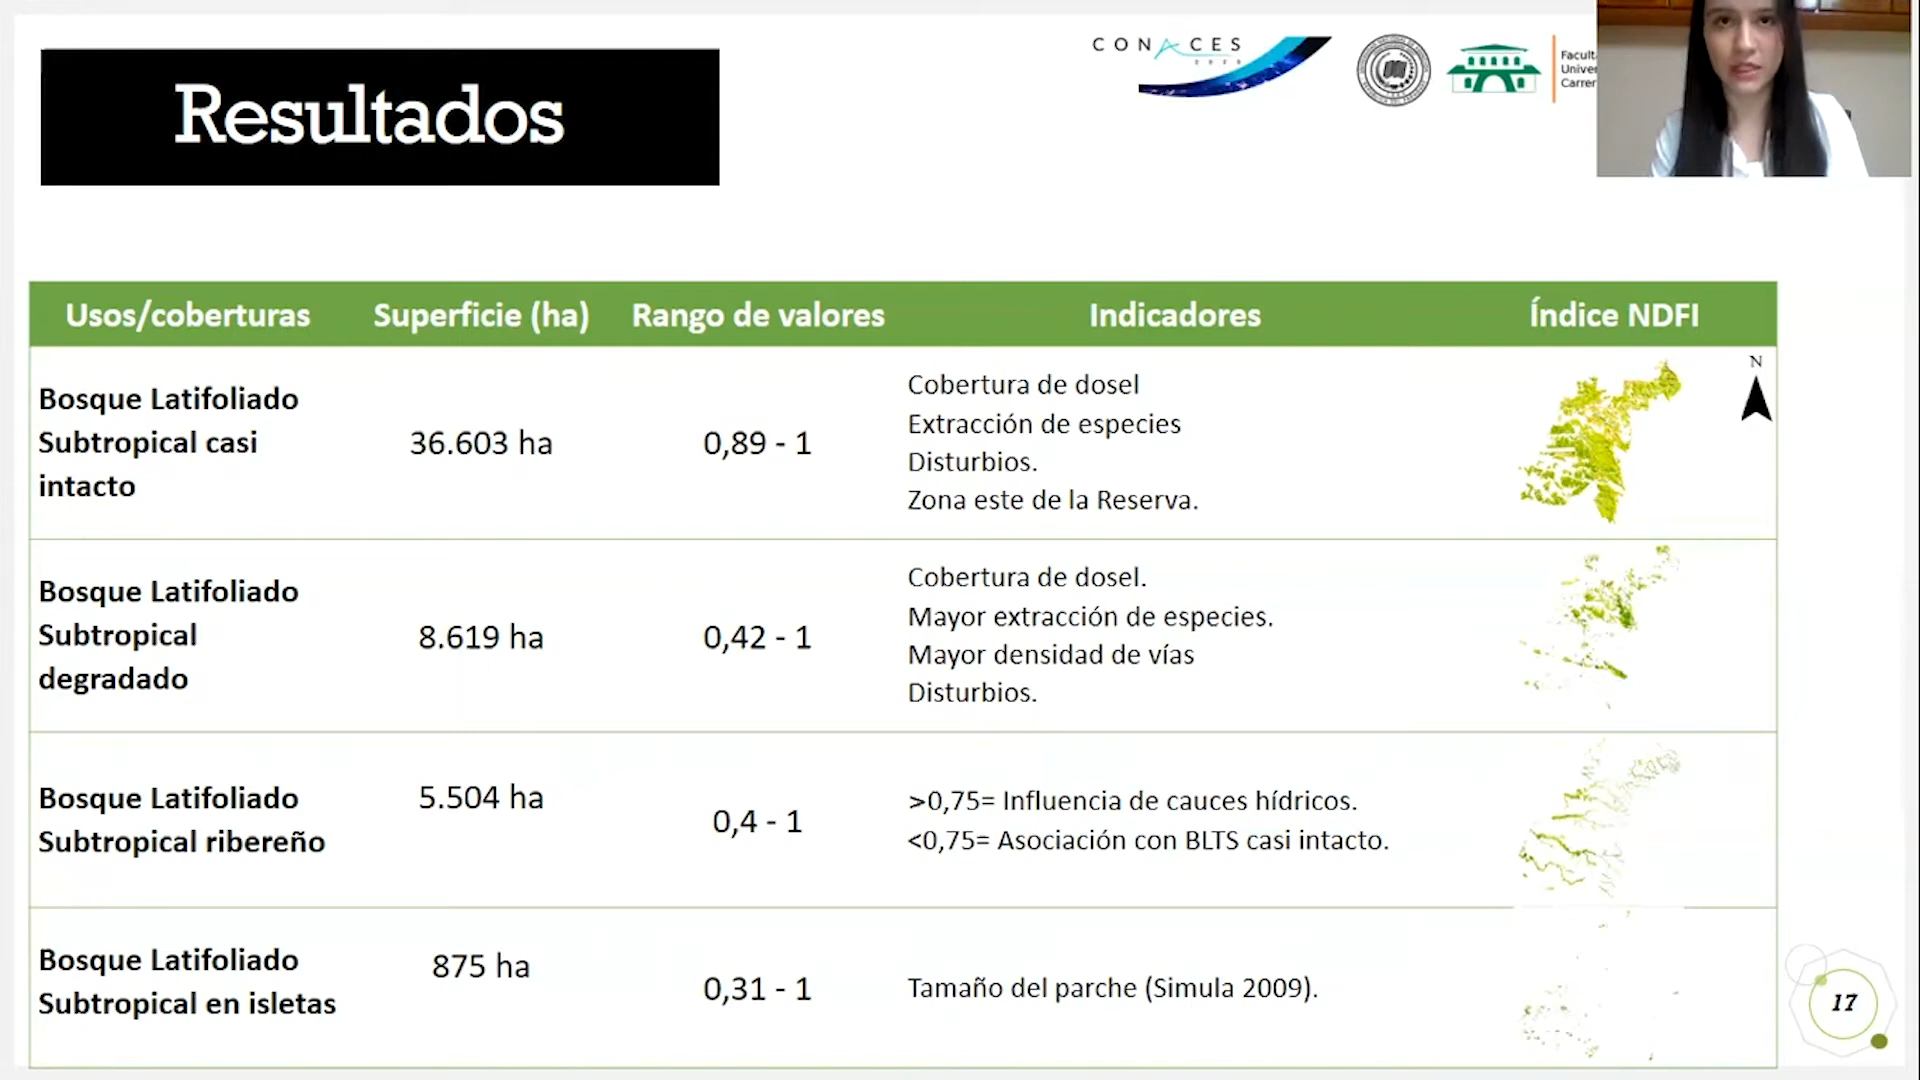 Resultados
CONACES
2020
Facult
Univer
Carrer
Usos/coberturas Superficie (ha) Rango de valores Indicadores Índice NDFI
Bosque Latifoliado
Subtropical casi
intacto
36.603 ha
0,89 - 1
Cobertura de dosel
Extracción de especies
Disturbios.
Zona este de la Reserva.
N
Bosque Latifoliado
Subtropical
degradado
8.619 ha
0,42 - 1
Cobertura de dosel.
Mayor extracción de especies.
Mayor densidad de vías
Disturbios.
Bosque Latifoliado
Subtropical ribereño
5.504 ha
0,4 - 1
>0,75= Influencia de cauces hídricos.
<0,75= Asociación con BLTS casi intacto.
Bosque Latifoliado
Subtropical en isletas
875 ha
0,31 - 1
Tamaño del parche (Simula 2009).
17